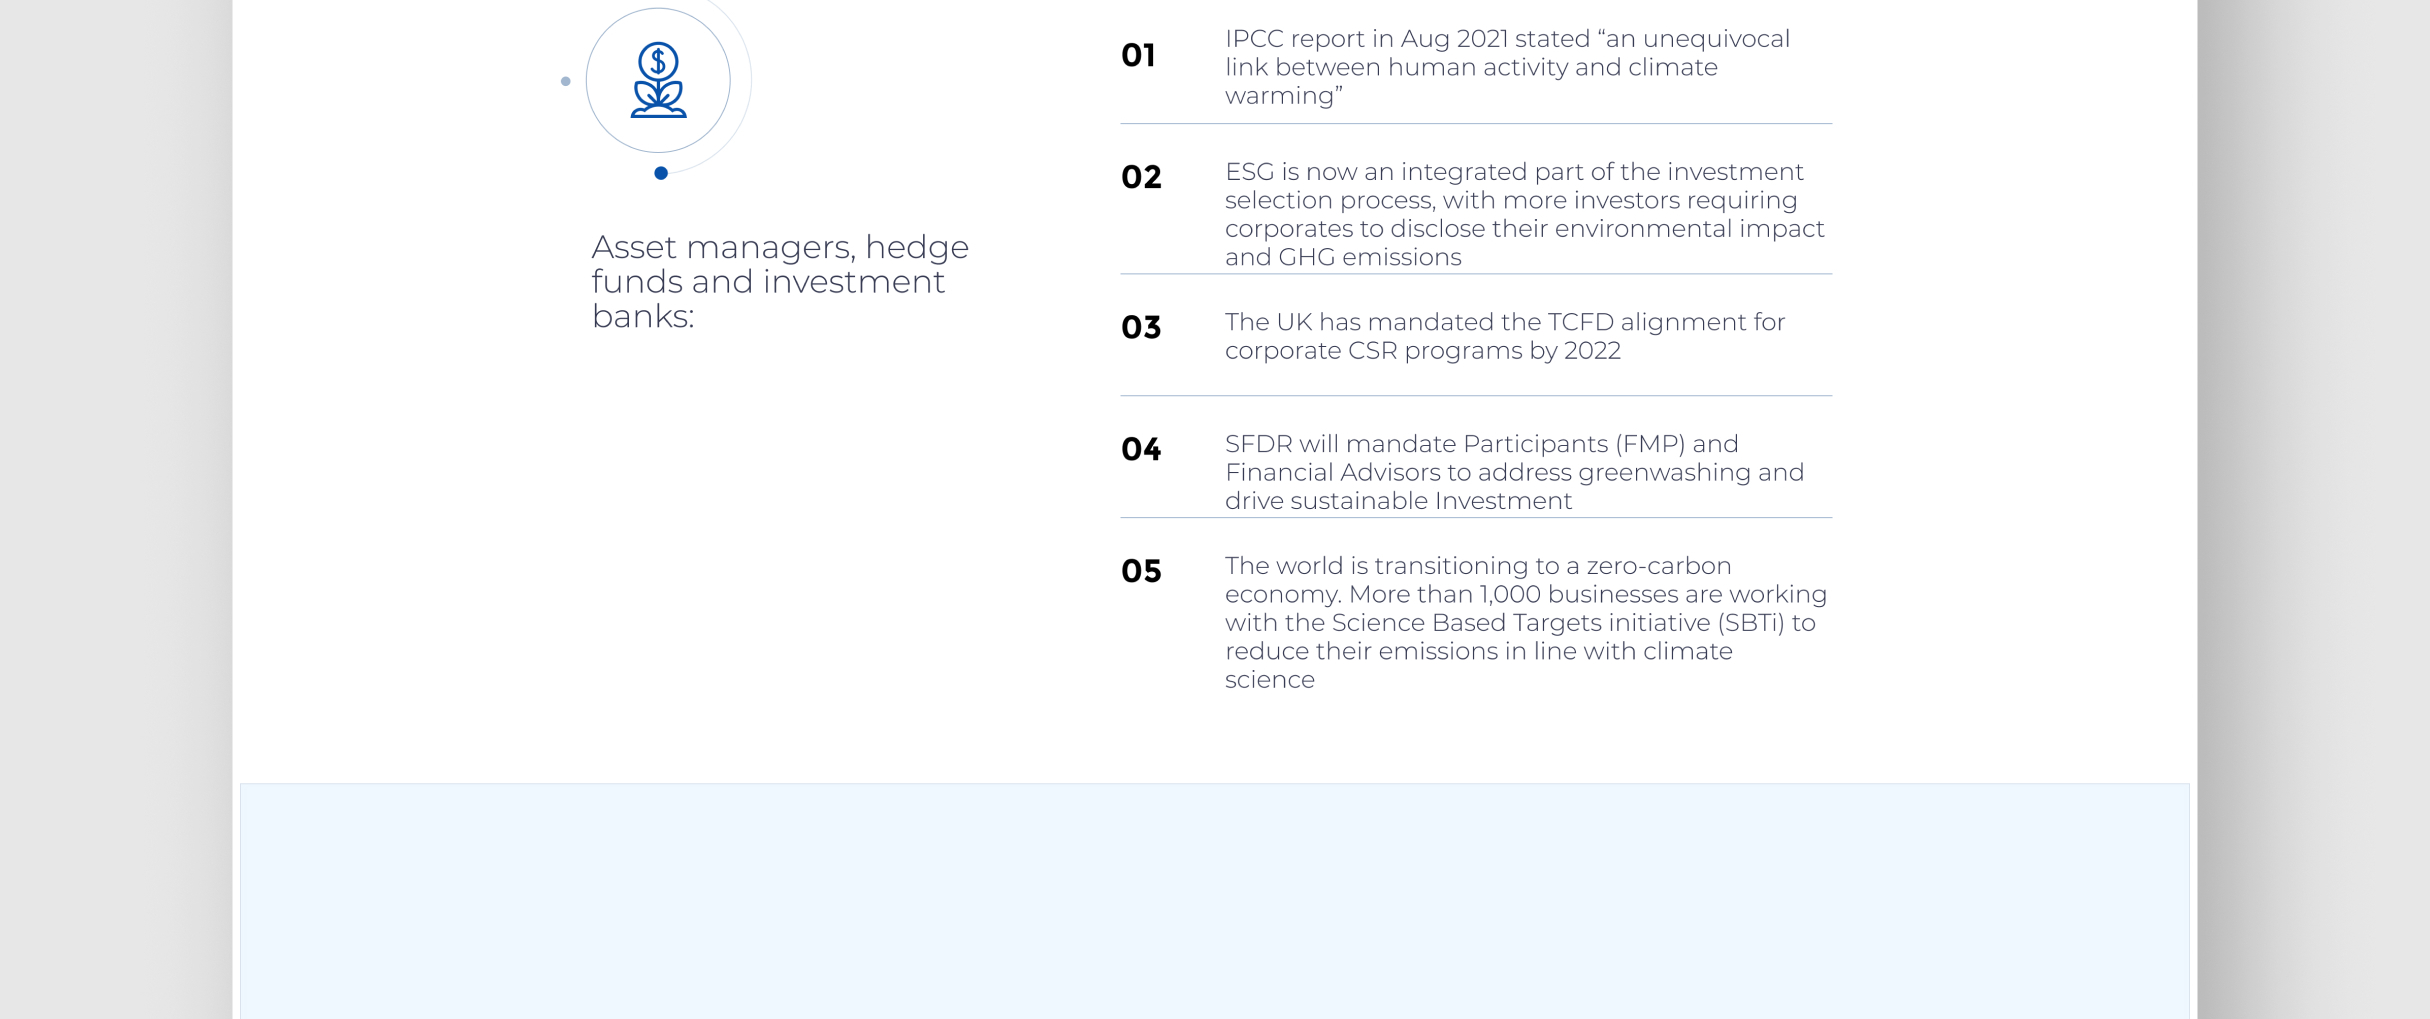 Asset managers, hedge
funds and investment
banks:
01
IPCC report in Aug 2021 stated “an unequivocal
link between human activity and climate
warming”
02
ESG is now an integrated part of the investment
selection process, with more investors requiring
corporates to disclose their environmental impact
and GHG emissions
03
The UK has mandated the TCFD alignment for
corporate CSR programs by 2022
04
SFDR will mandate Participants (FMP) and
Financial Advisors to address greenwashing and
drive sustainable Investment
05
The world is transitioning to a zero-carbon
economy. More than 1,000 businesses are working
with the Science Based Targets initiative (SBTi) to
reduce their emissions in line with climate
science